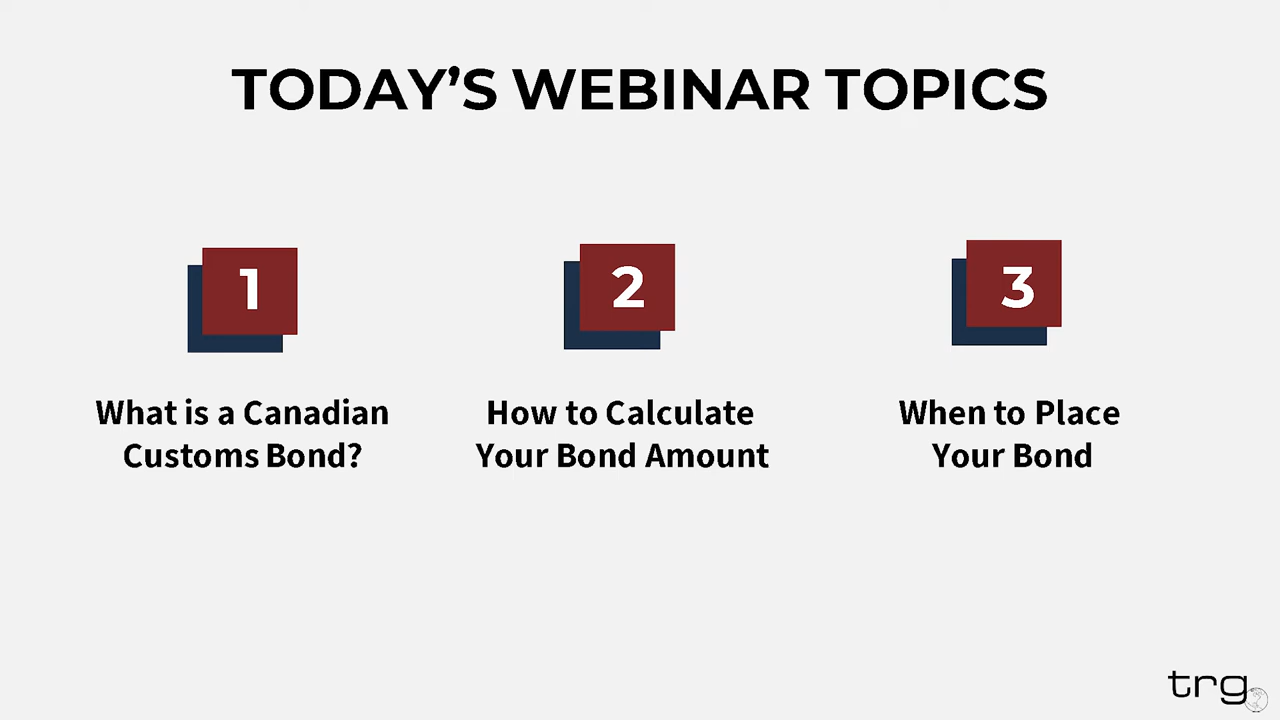 TODAY’S WEBINAR TOPICS
1
What is a Canadian
Customs Bond?
2
How to Calculate
Your Bond Amount
3
When to Place
Your Bond
trg